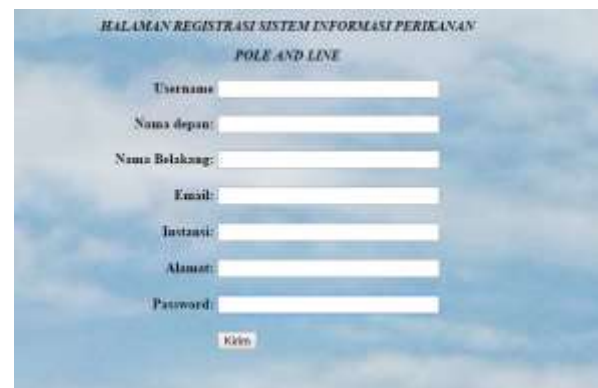 HALAMAN REGISTRASI SISTEM INFORMASI PERIKANAN
POLE AND LINE
Username
Nama depan:
Nama Belakang:
Email:
Instansi:
Alamat:
Password:
Kirim